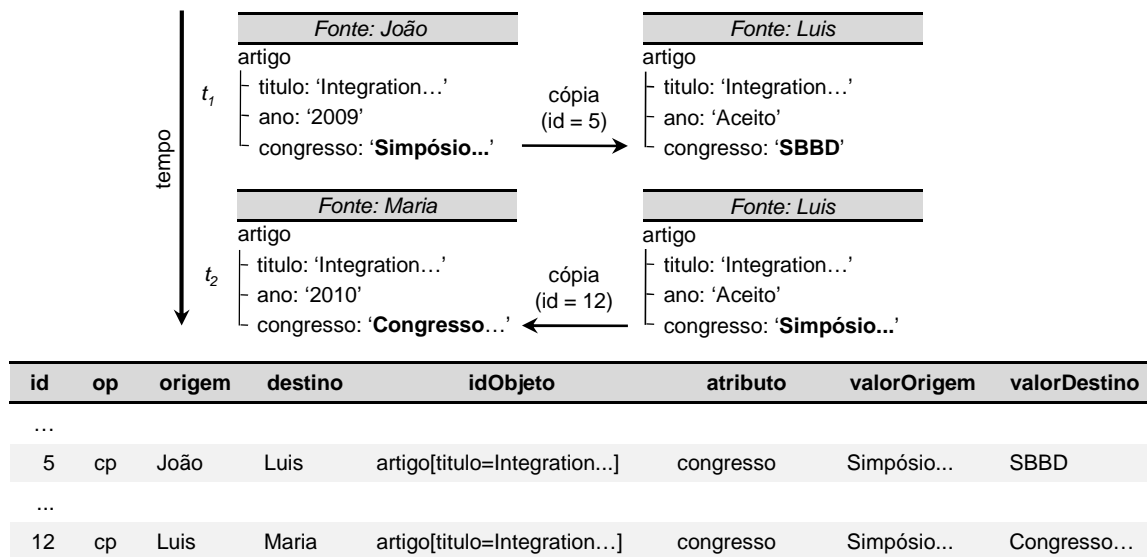 Fonte: João
Fonte: Luis
artigo
titulo: ‘Integration…’
ano: ‘2009’
congresso: ‘Simpósio...’
t1
tempo
cópia
(id = 5)
artigo
titulo: ‘Integration…’
ano: ‘Aceito’
congresso: ‘SBBD’
Fonte: Maria
Fonte: Luis
artigo
titulo: ‘Integration…’
ano: ‘2010’
congresso: ‘Congresso…’
t2
cópia
(id = 12)
artigo
titulo: ‘Integration…’
ano: ‘Aceito’
congresso: ‘Simpósio...’
id op origem destino idObjeto atributo valorOrigem valorDestino
…
5 cp João Luis artigo[titulo=Integration...] congresso Simpósio... SBBD
...
12 cp Luis Maria artigo[titulo=Integration…] congresso Simpósio... Congresso…